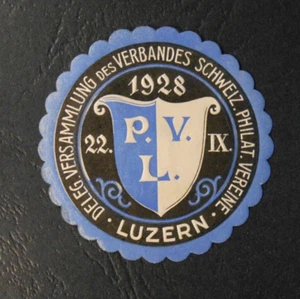 DELEG. VERSAMMLUNG DES VERBANDES SCHWEIZ. PHILAT. VEREINE
1928
22. IX.
P. V.
L.
· LUZERN ·